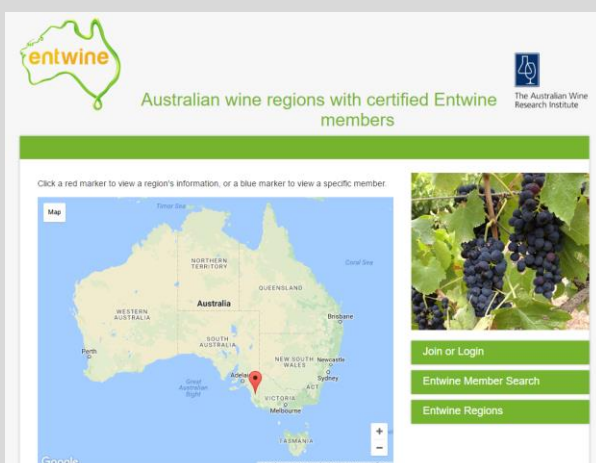 entwine
The Australian Wine
Research Institute
Australian wine regions with certified Entwine
members
Click a red marker to view a region's information, or a blue marker to view a specific member.
Map
Timor Sea
Coral Sea
NORTHERN
TERRITORY
QUEENSLAND
WESTERN
AUSTRALIA
Australia
Brisbane
SOUTH
AUSTRALIA
Perth
NEW SOUTH
WALES
Newcastle
Sydney
Great
Australian
Bight
ACT
VICTORIA
Melbourne
TASMANIA
+
−
Google
Join or Login
Entwine Member Search
Entwine Regions